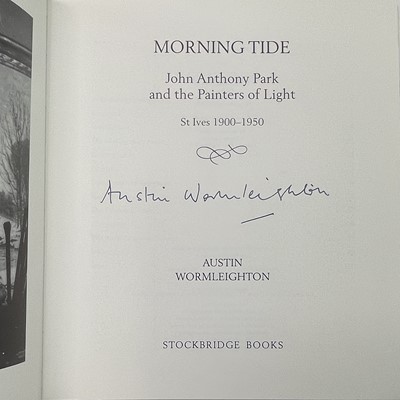 MORNING TIDE
John Anthony Park
and the Painters of Light
St Ives 1900–1950
Austin Wormleighton
AUSTIN
WORMLEIGHTON
STOCKBRIDGE BOOKS